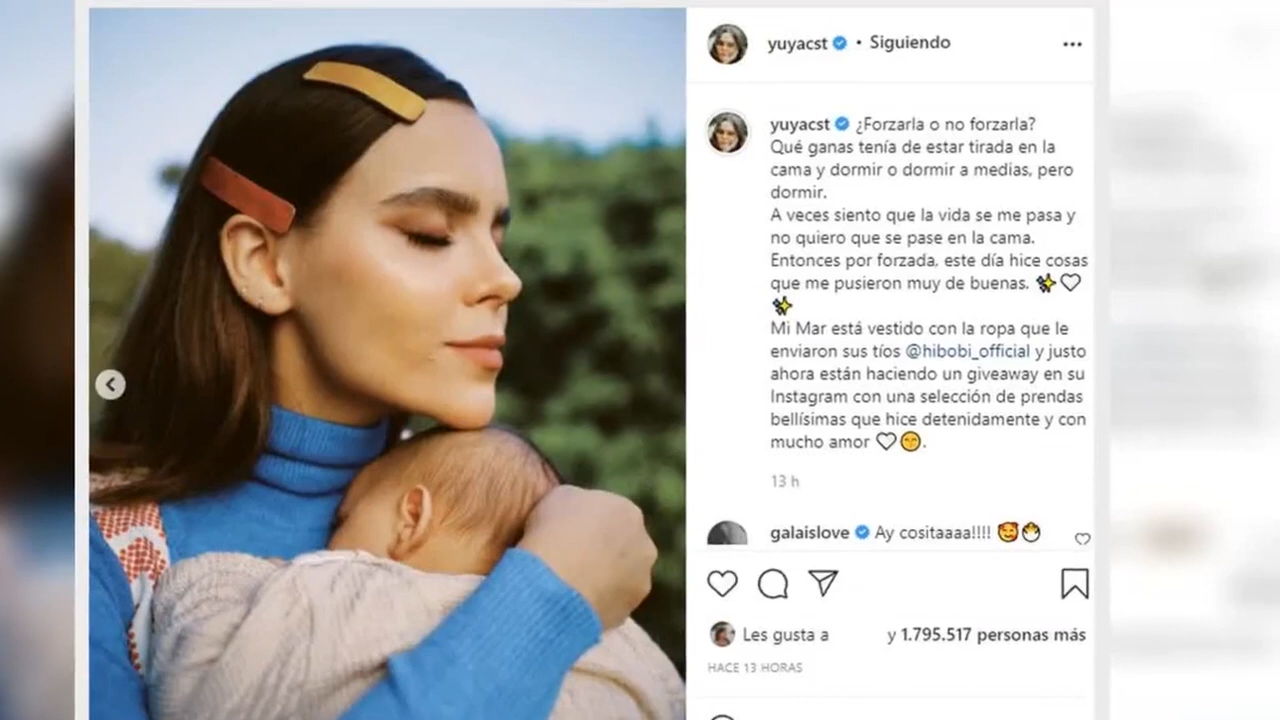 yuyacst • Siguiendo
yuyacst ¿Forzarla o no forzarla?
Qué ganas tenía de estar tirada en la
cama y dormir o dormir a medias, pero
dormir.
A veces siento que la vida se me pasa y
no quiero que se pase en la cama.
Entonces por forzada, este día hice cosas
que me pusieron muy de buenas. ✨🤍
✨
Mi Mar está vestido con la ropa que le
enviaron sus tíos @hibobi_official y justo
ahora están haciendo un giveaway en su
Instagram con una selección de prendas
bellísimas que hice detenidamente y con
mucho amor 🤍😁.
13 h
galaislove Ay cositaaaa!!!! 🥰🐣
Les gusta a y 1.795.517 personas más
HACE 13 HORAS